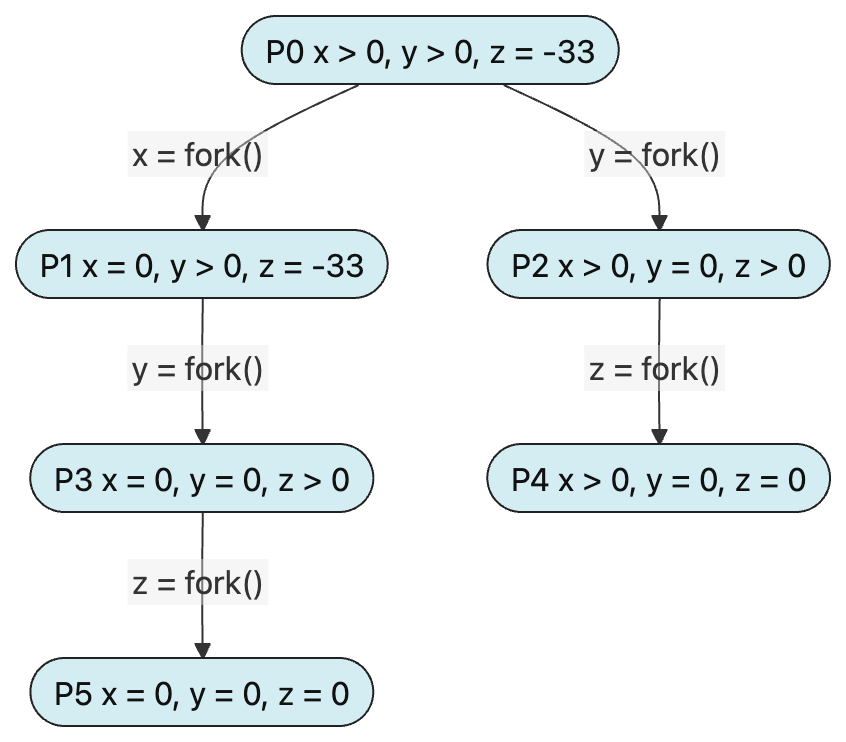 P0 x > 0, y > 0, z = -33
x = fork()
y = fork()
P1 x = 0, y > 0, z = -33
P2 x > 0, y = 0, z > 0
y = fork()
z = fork()
P3 x = 0, y = 0, z > 0
P4 x > 0, y = 0, z = 0
z = fork()
P5 x = 0, y = 0, z = 0